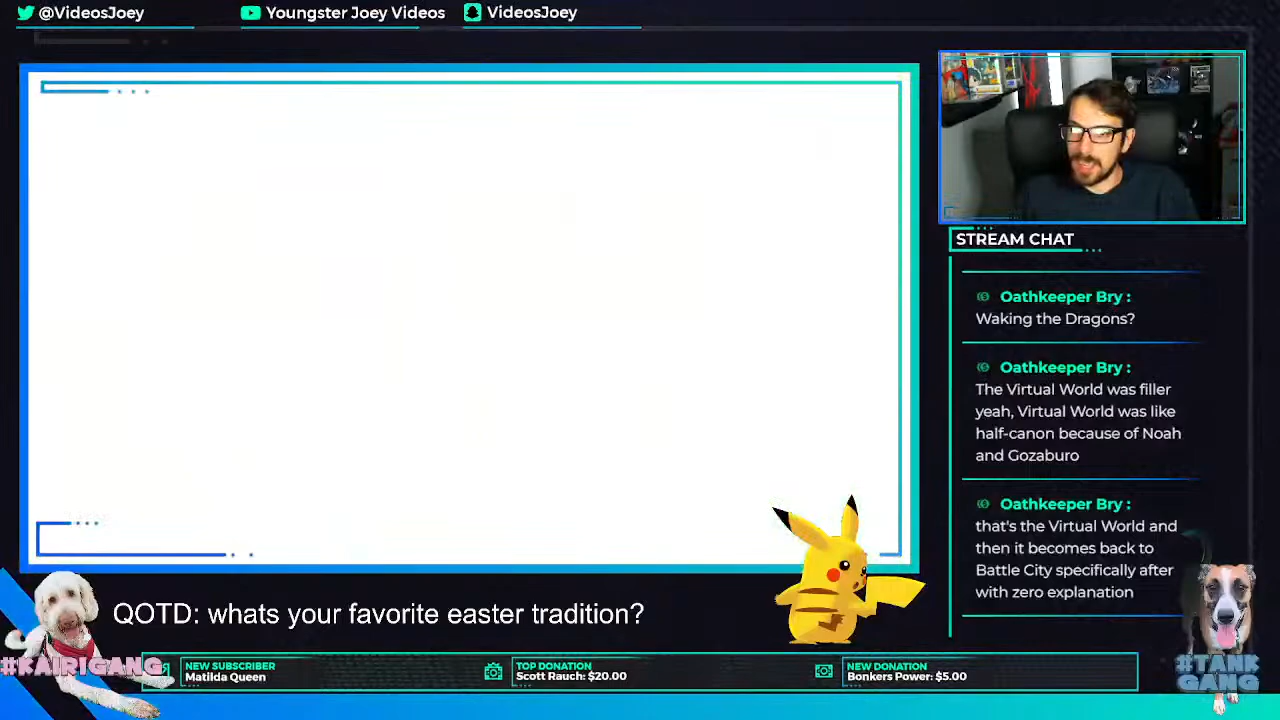 @VideosJoey
Youngster Joey Videos
VideosJoey
STREAM CHAT
Oathkeeper Bry :
Waking the Dragons?
Oathkeeper Bry :
The Virtual World was filler
yeah, Virtual World was like
half-canon because of Noah
and Gozaburo
Oathkeeper Bry :
that's the Virtual World and
then it becomes back to
Battle City specifically after
with zero explanation
QOTD: whats your favorite easter tradition?
#KAIRIGANG
NEW SUBSCRIBER
Matilda Queen
TOP DONATION
Scott Rauch: $20.00
NEW DONATION
Bonkers Power: $5.00
#TANK
GANG